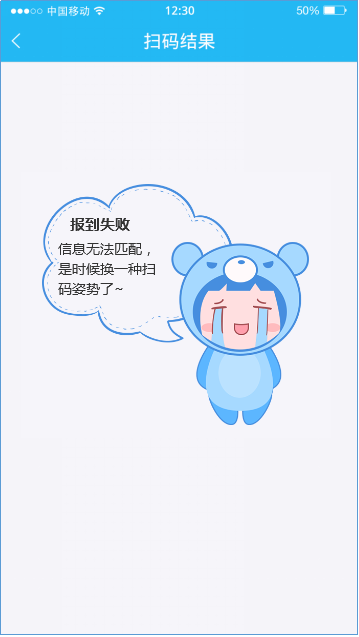 中国移动 12:30 50%
扫码结果
报到失败
信息无法匹配，
是时候换一种扫
码姿势了~